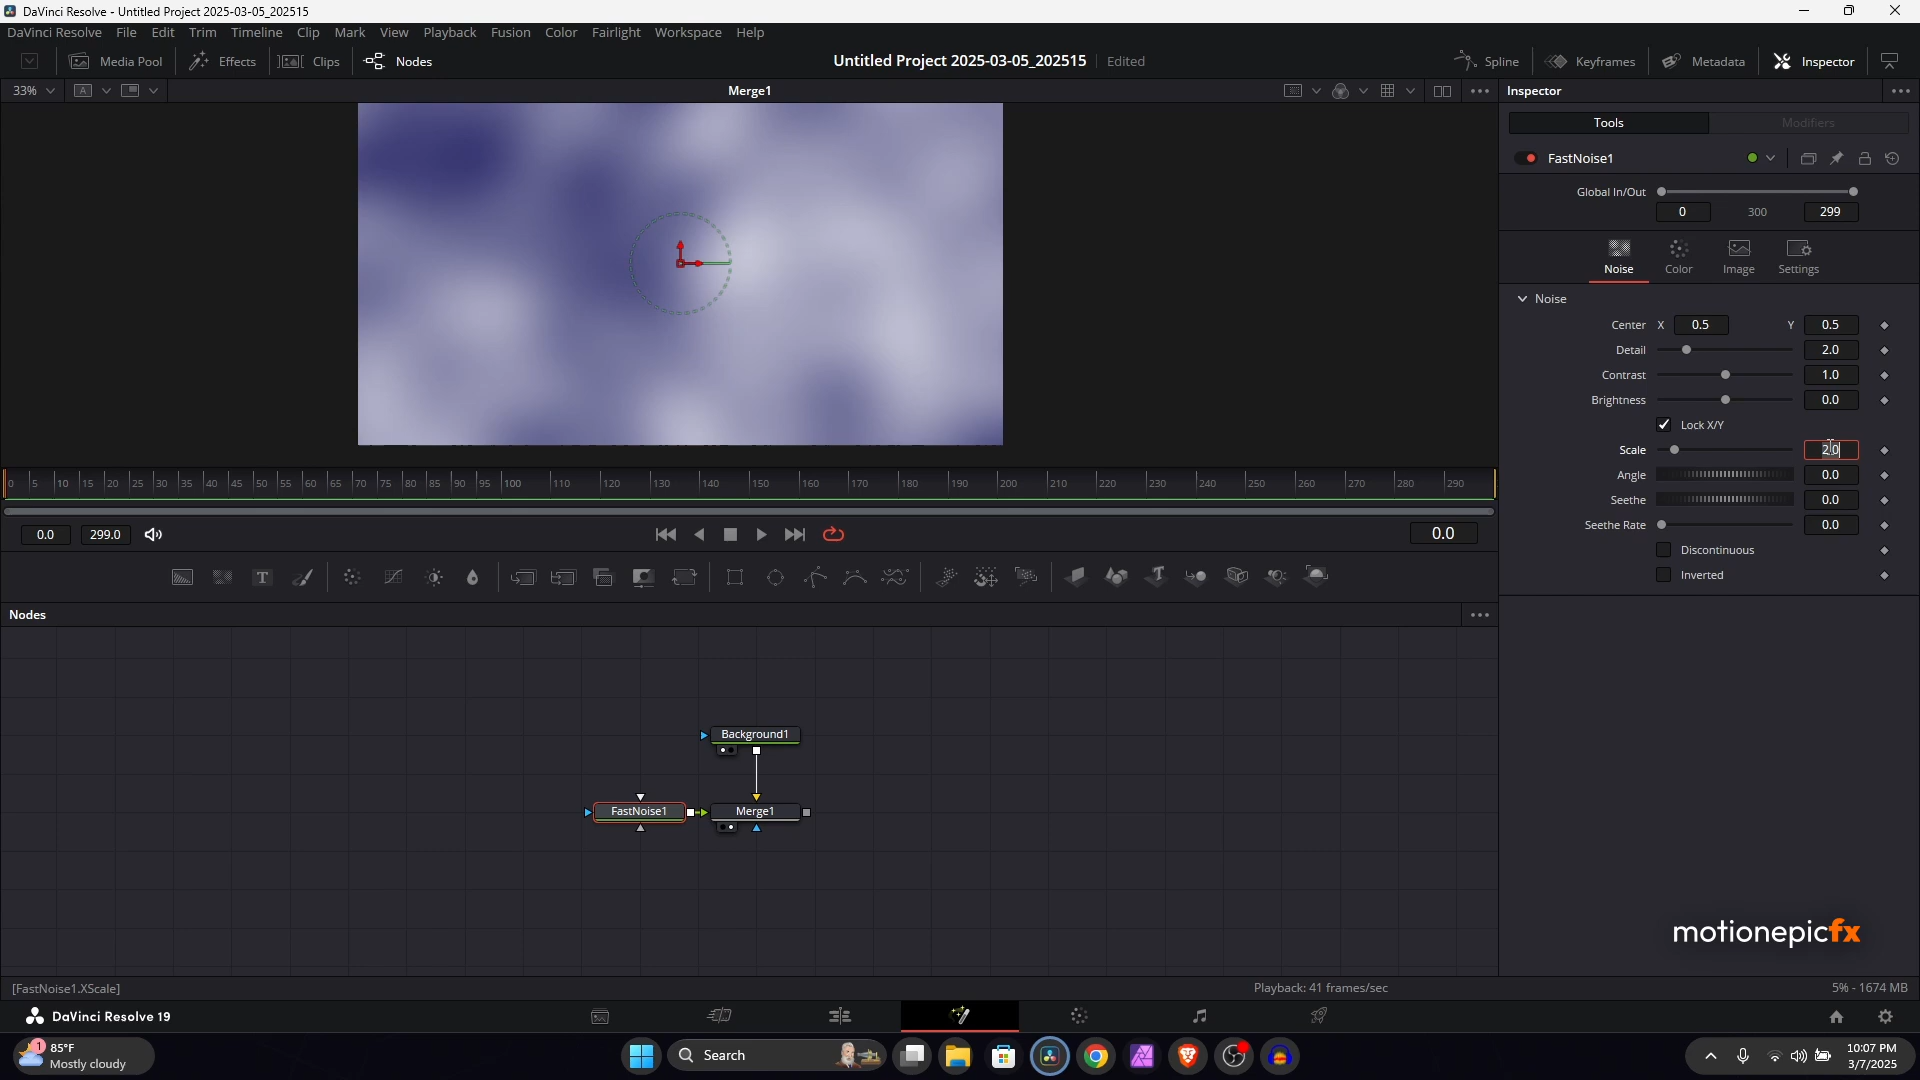 DaVinci Resolve - Untitled Project 2025-03-05_202515
DaVinci Resolve File Edit Trim Timeline Clip Mark View Playback Fusion Color Fairlight Workspace Help
Media Pool Effects Clips Nodes Untitled Project 2025-03-05_202515 Edited Spline Keyframes Metadata Inspector
33% A Merge1 Inspector
Tools Modifiers
FastNoise1
Global In/Out
0 300 299
Noise Color Image Settings
Noise
Center X 0.5 Y 0.5
Detail 2.0
Contrast 1.0
Brightness 0.0
Lock X/Y
Scale 2.0
Angle 0.0
Seethe 0.0
Seethe Rate 0.0
Discontinuous
Inverted
0 5 10 15 20 25 30 35 40 45 50 55 60 65 70 75 80 85 90 95 100 110 120 130 140 150 160 170 180 190 200 210 220 230 240 250 260 270 280 290
0.0 299.0 0.0
T
Nodes
Background1
FastNoise1 Merge1
motionepicfx
[FastNoise1.XScale] Playback: 41 frames/sec 5% - 1674 MB
DaVinci Resolve 19
1 85°F
Mostly cloudy
Search
10:07 PM
3/7/2025